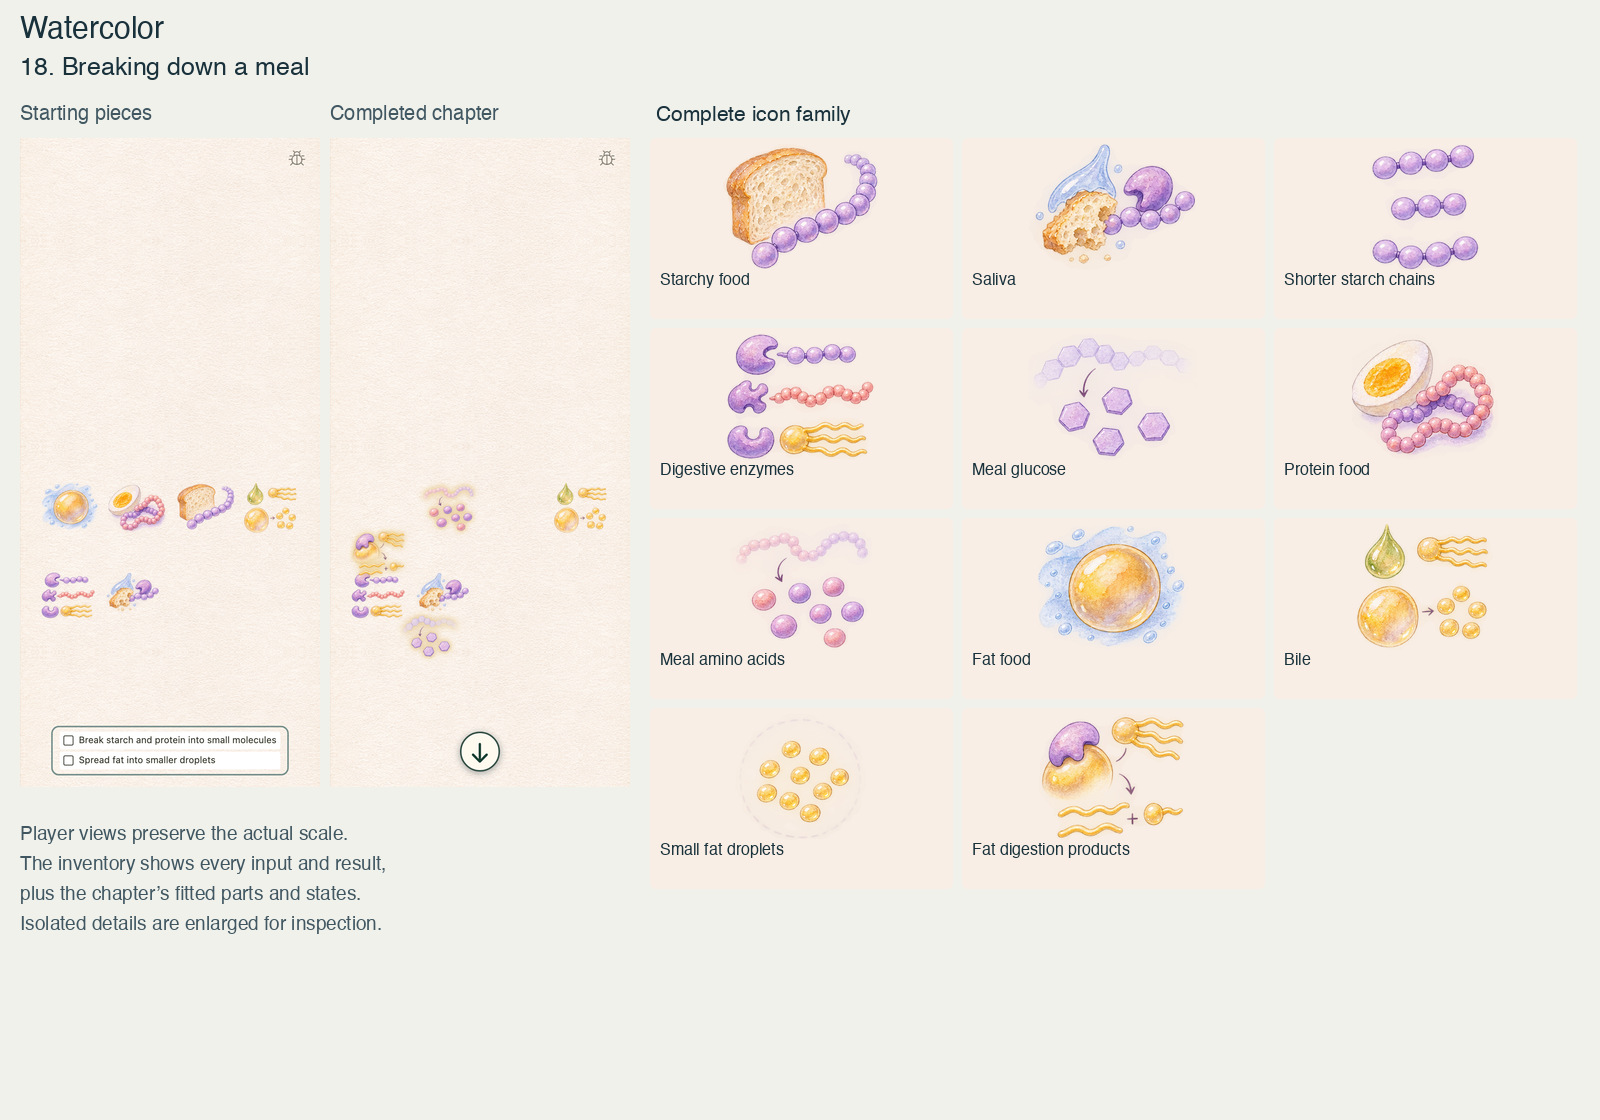 Watercolor
18. Breaking down a meal
Starting pieces
Completed chapter
Complete icon family
Starchy food
Saliva
Shorter starch chains
Digestive enzymes
Meal glucose
Protein food
Meal amino acids
Fat food
Bile
Small fat droplets
Fat digestion products
Break starch and protein into small molecules
Spread fat into smaller droplets
Player views preserve the actual scale.
The inventory shows every input and result,
plus the chapter’s fitted parts and states.
Isolated details are enlarged for inspection.